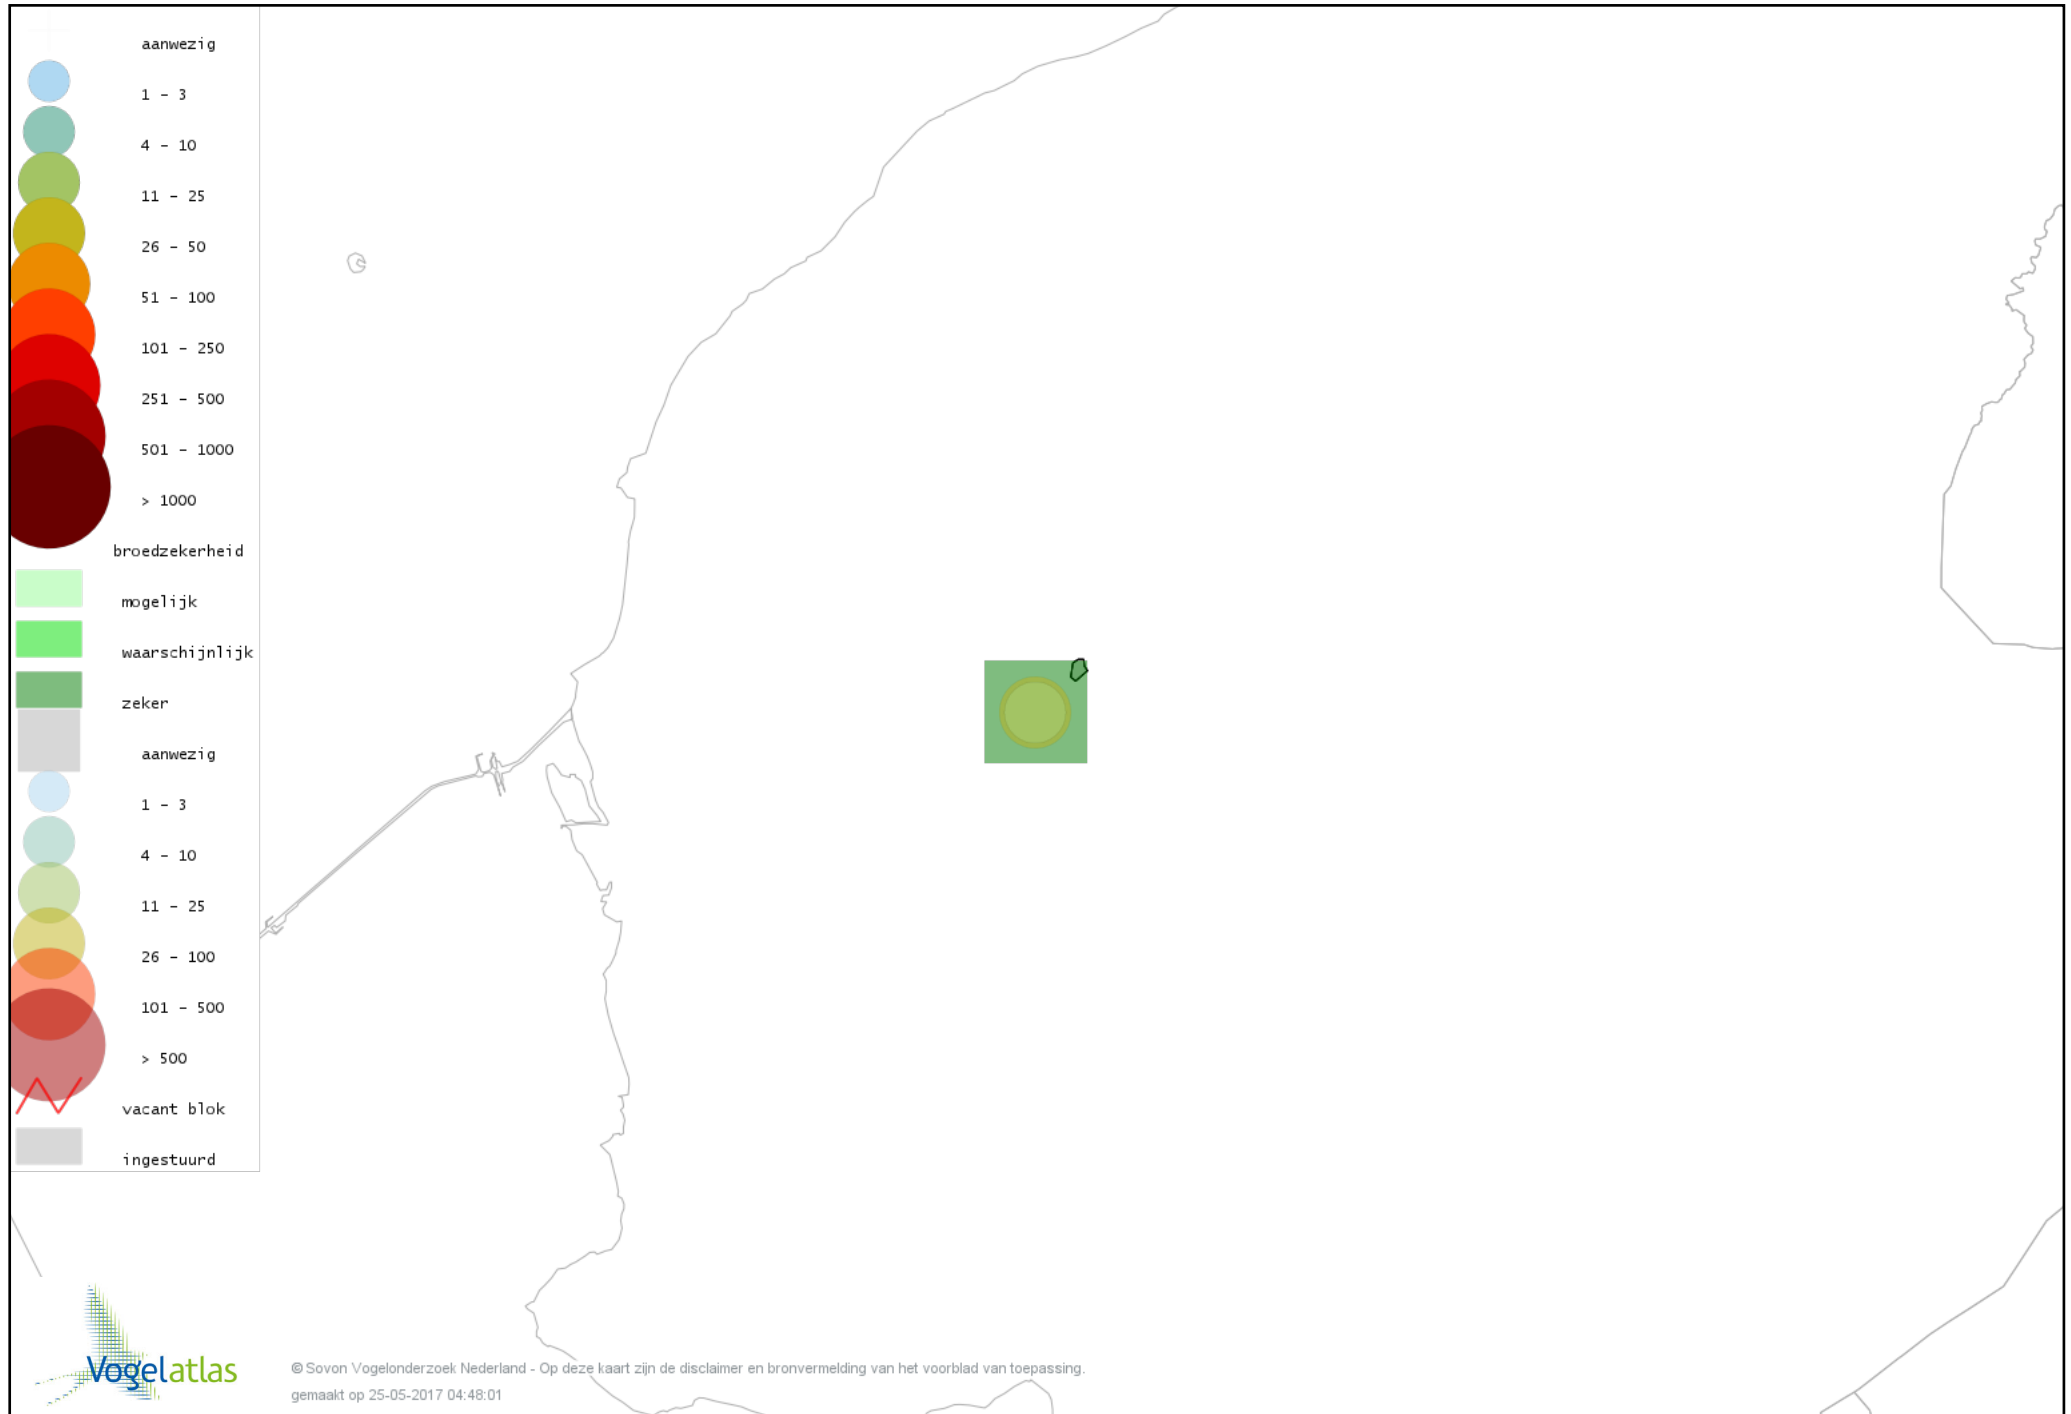 aanwezig
1 - 3
4 - 10
11 - 25
26 - 50
51 - 100
101 - 250
251 - 500
501 - 1000
> 1000
broedzekerheid
mogelijk
waarschijnlijk
zeker
aanwezig
1 - 3
4 - 10
11 - 25
26 - 100
101 - 500
> 500
vacant blok
ingestuurd
Vogelatlas
© Sovon Vogelonderzoek Nederland - Op deze kaart zijn de disclaimer en bronvermelding van het voorblad van toepassing.
gemaakt op 25-05-2017 04:48:01